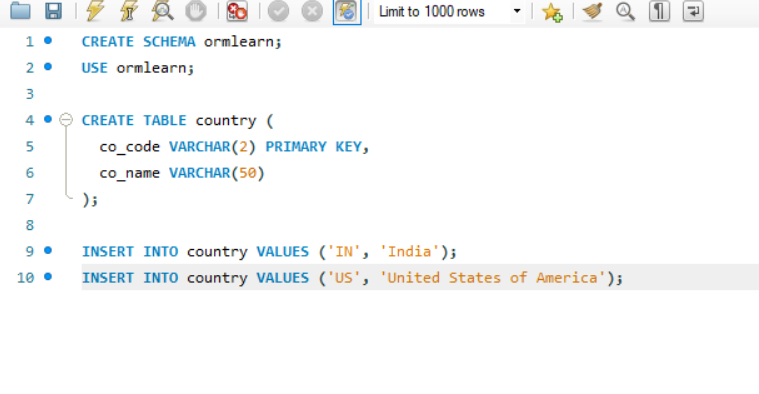 Limit to 1000 rows
1 CREATE SCHEMA ormlearn;
2 USE ormlearn;
3
4 CREATE TABLE country (
5 co_code VARCHAR(2) PRIMARY KEY,
6 co_name VARCHAR(50)
7 );
8
9 INSERT INTO country VALUES ('IN', 'India');
10 INSERT INTO country VALUES ('US', 'United States of America');